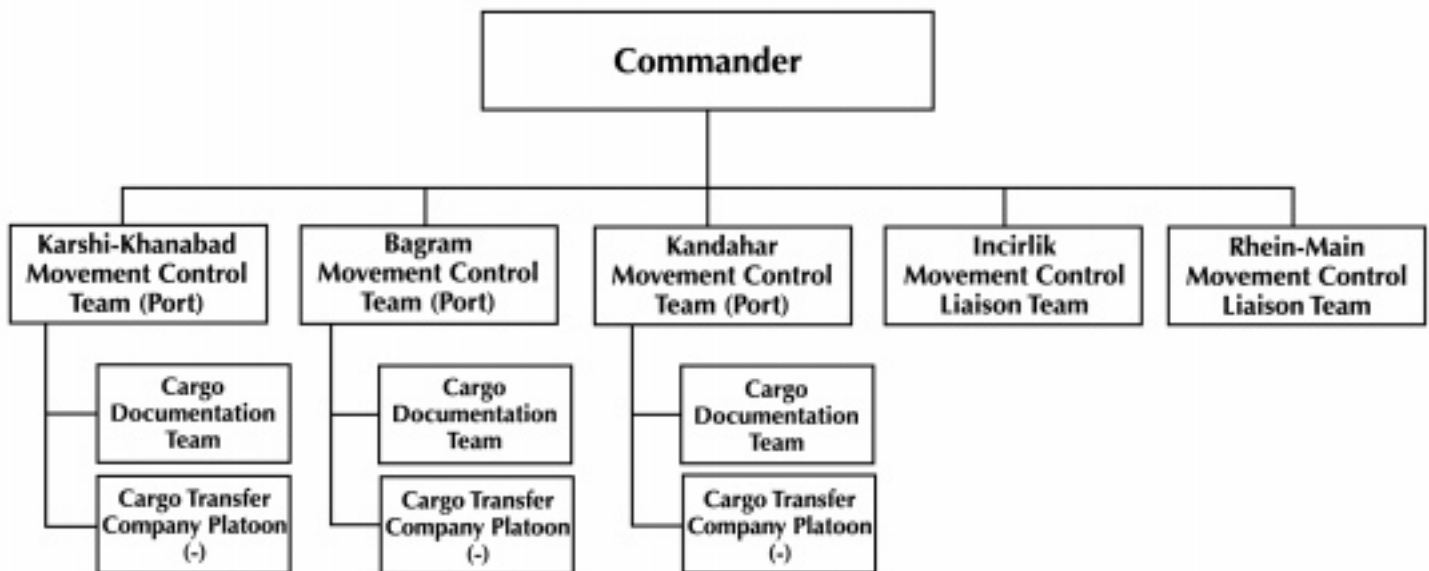 Commander
Karshi-Khanabad
Movement Control
Team (Port)
Bagram
Movement Control
Team (Port)
Kandahar
Movement Control
Team (Port)
Incirlik
Movement Control
Liaison Team
Rhein-Main
Movement Control
Liaison Team
Cargo
Documentation
Team
Cargo
Documentation
Team
Cargo
Documentation
Team
Cargo Transfer
Company Platoon
(-)
Cargo Transfer
Company Platoon
(-)
Cargo Transfer
Company Platoon
(-)